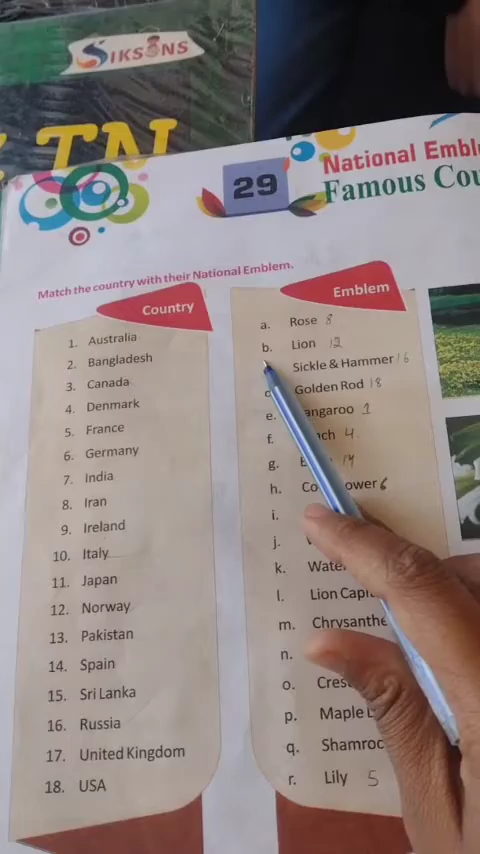 SIKSONS
TN
29
National Emb
Famous Cou
Match the country with their National Emblem.
Country
1. Australia
2. Bangladesh
3. Canada
4. Denmark
5. France
6. Germany
7. India
8. Iran
9. Ireland
10. Italy
11. Japan
12. Norway
13. Pakistan
14. Spain
15. Sri Lanka
16. Russia
17. United Kingdom
18. USA
Emblem
a. Rose 8
b. Lion 12
Sickle & Hammer 16
Golden Rod 18
e. angaroo 1
f. ch 4
g. 14
h. Co ower 6
i.
j.
k. Wate
l. Lion Capi
m. Chrysanthe
n.
o. Cres
p. Maple L
q. Shamroc
r. Lily 5